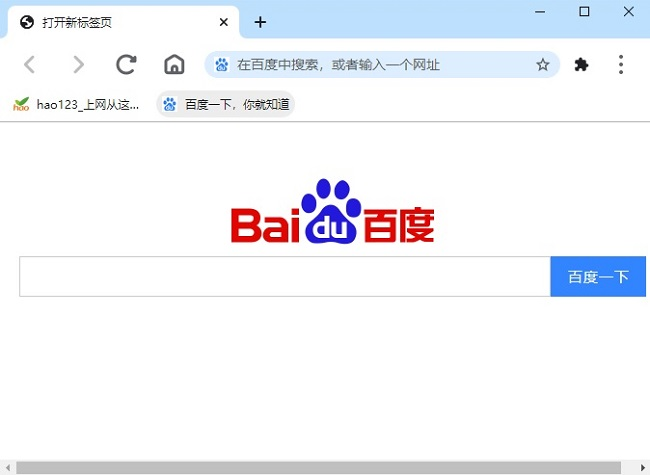 打开新标签页
在百度中搜索，或者输入一个网址
hao123_上网从这...
百度一下，你就知道
Bai du 百度
百度一下